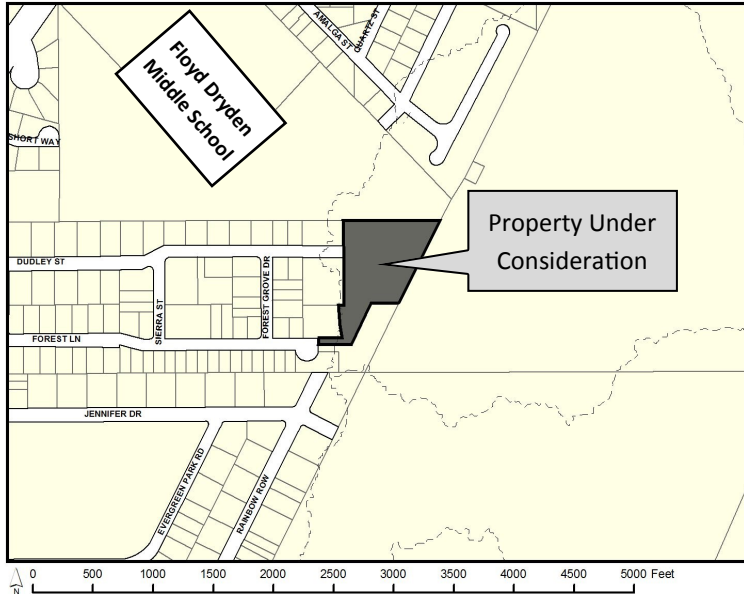 AMALGA ST
QUARTZ ST
Floyd Dryden
Middle School
SHORT WAY
Property Under
Consideration
DUDLEY ST
SIERRA ST
FOREST GROVE DR
FOREST LN
JENNIFER DR
EVERGREEN PARK RD
RAINBOW ROW
N
0 500 1000 1500 2000 2500 3000 3500 4000 4500 5000 Feet